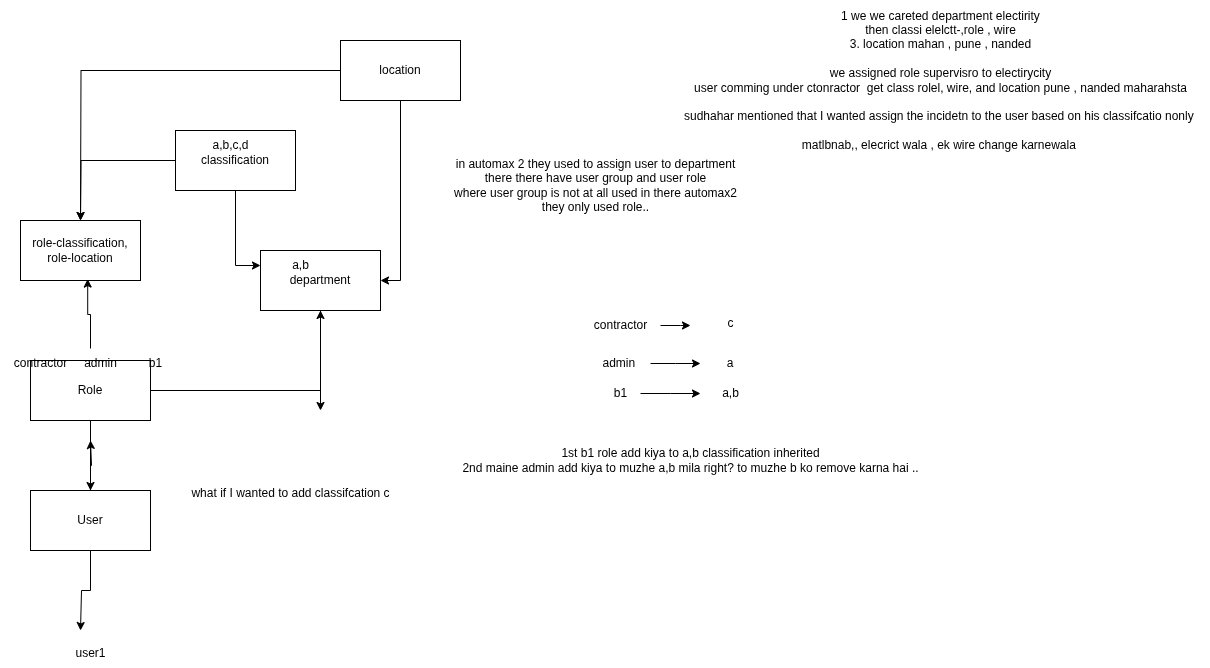 1 we we careted department electirity
then classi elelctt-,role , wire
3. location mahan , pune , nanded
we assigned role supervisro to electirycity
user comming under ctonractor  get class rolel, wire, and location pune , nanded maharahsta
sudhahar mentioned that I wanted assign the incidetn to the user based on his classifcatio nonly
matlbnab,, elecrict wala , ek wire change karnewala
location
a,b,c,d
classification
in automax 2 they used to assign user to department
there there have user group and user role
where user group is not at all used in there automax2
they only used role..
role-classification,
role-location
a,b
department
contractor
c
contractor
admin
b1
admin
a
Role
b1
a,b
1st b1 role add kiya to a,b classification inherited
2nd maine admin add kiya to muzhe a,b mila right? to muzhe b ko remove karna hai ..
what if I wanted to add classifcation c
User
user1